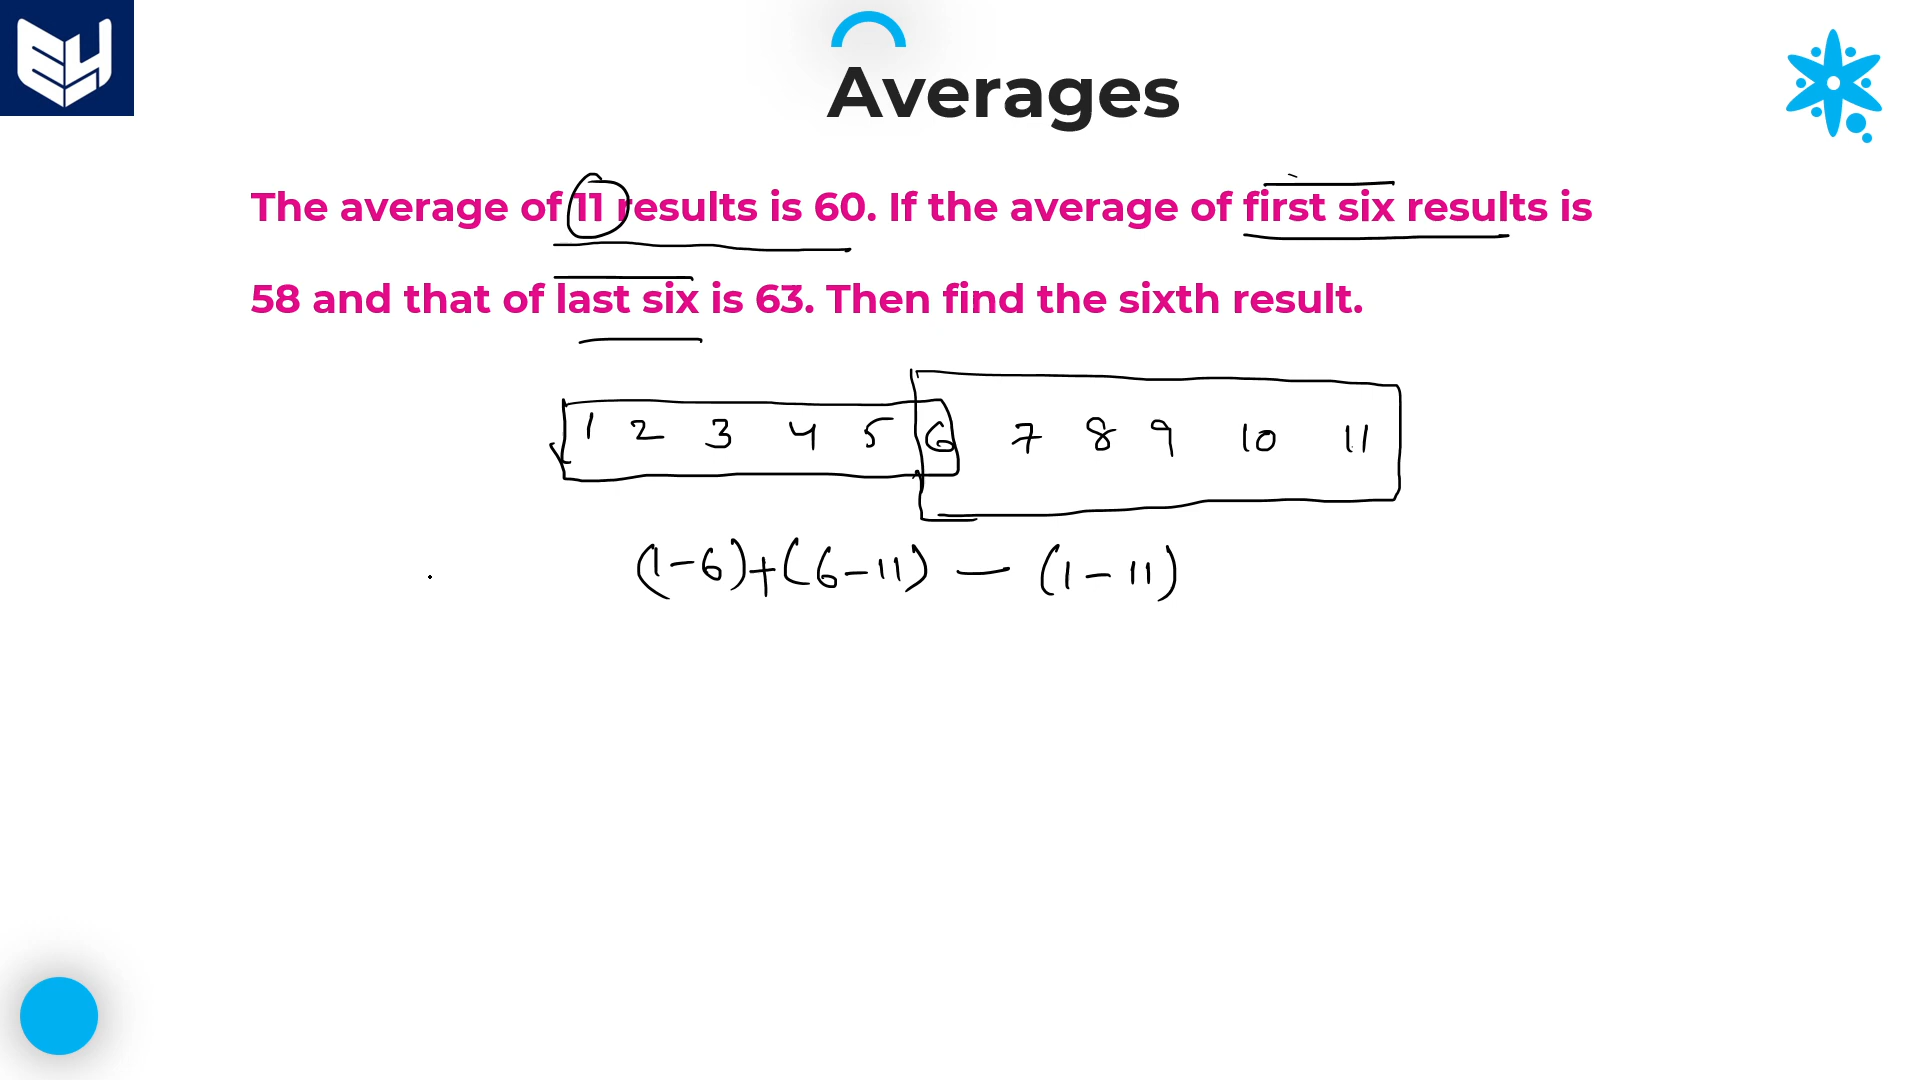 Averages
The average of 11 results is 60. If the average of first six results is
58 and that of last six is 63. Then find the sixth result.
1 2 3 4 5 6 7 8 9 10 11
(1-6)+(6-11) - (1-11)